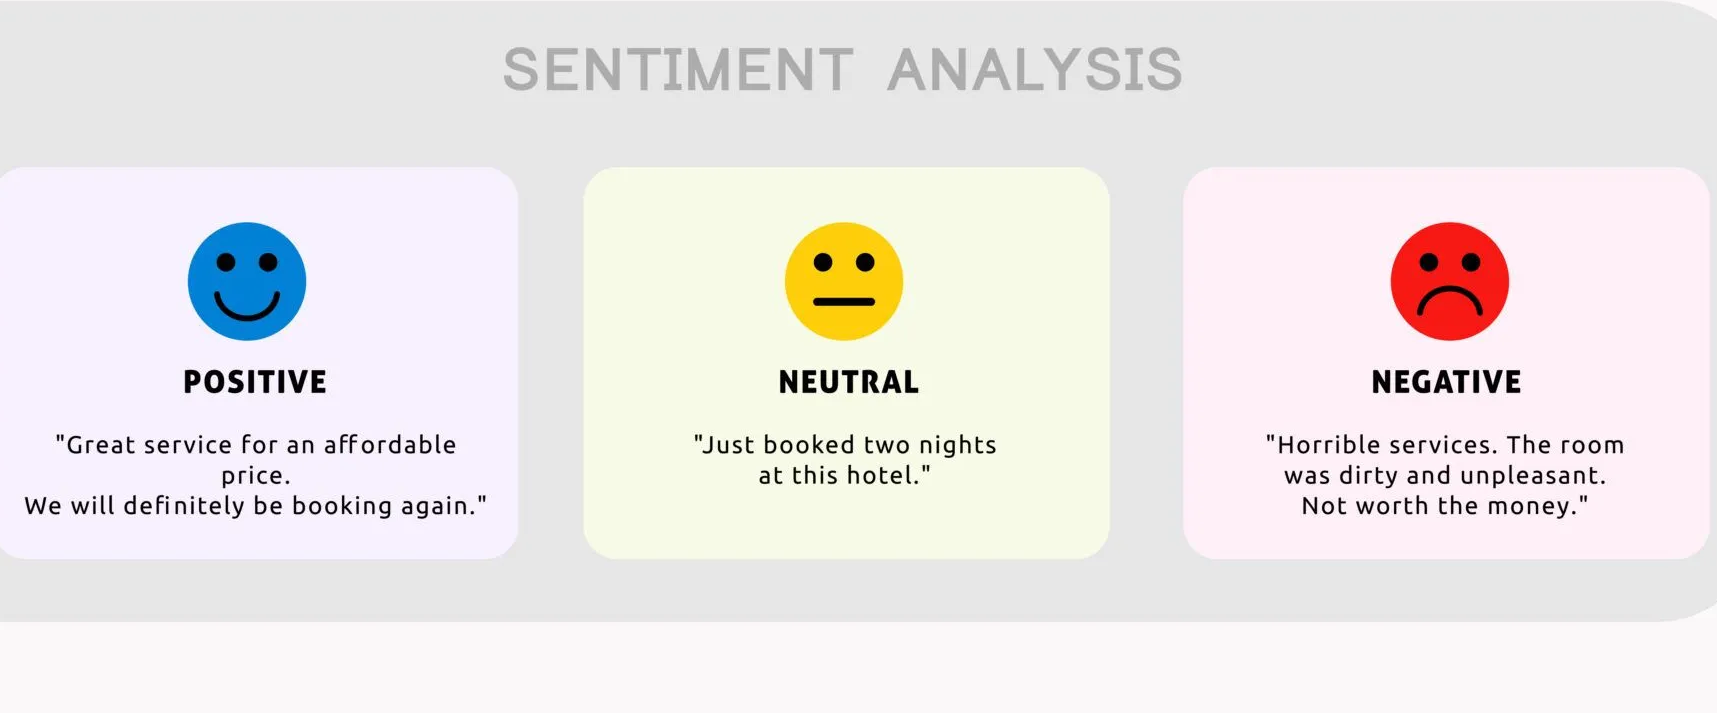 SENTIMENT ANALYSIS
POSITIVE
"Great service for an affordable
price.
We will definitely be booking again."
NEUTRAL
"Just booked two nights
at this hotel."
NEGATIVE
"Horrible services. The room
was dirty and unpleasant.
Not worth the money."